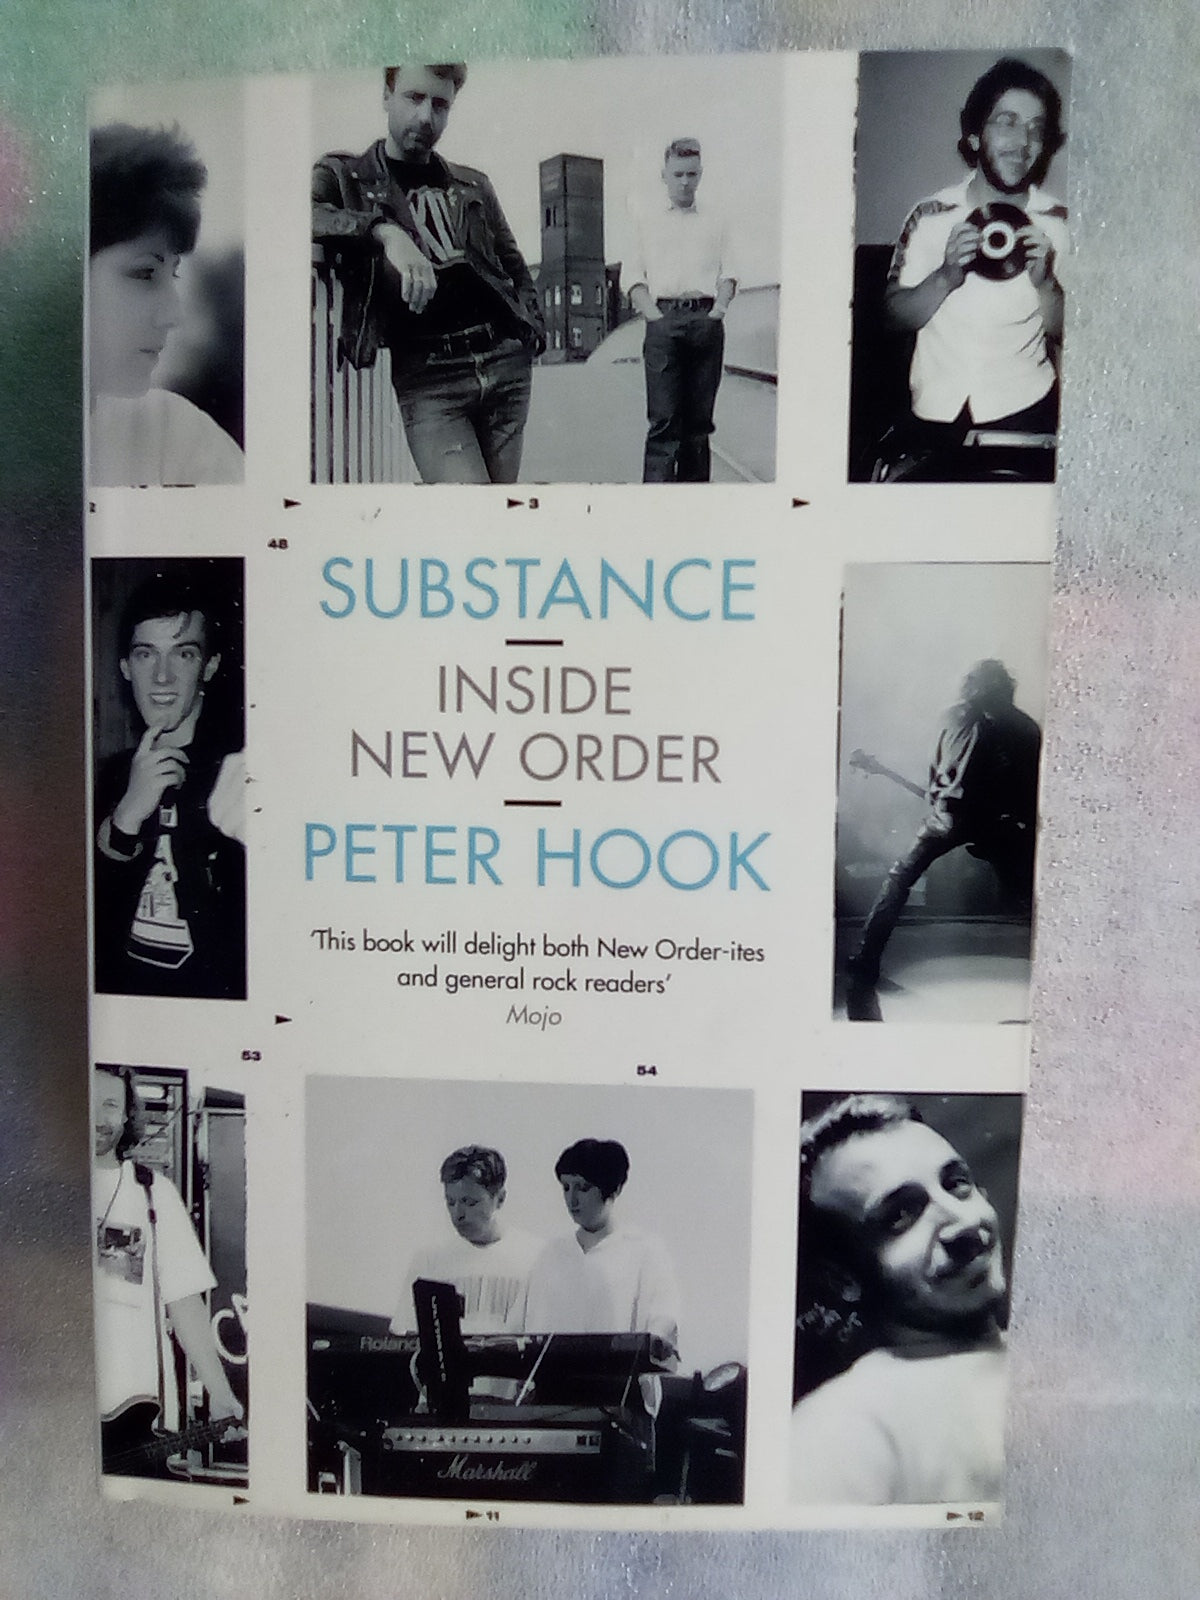 2
3
48
SUBSTANCE
INSIDE
NEW ORDER
PETER HOOK
'This book will delight both New Order-ites
and general rock readers'
Mojo
53
54
Roland
Marshall
11
12